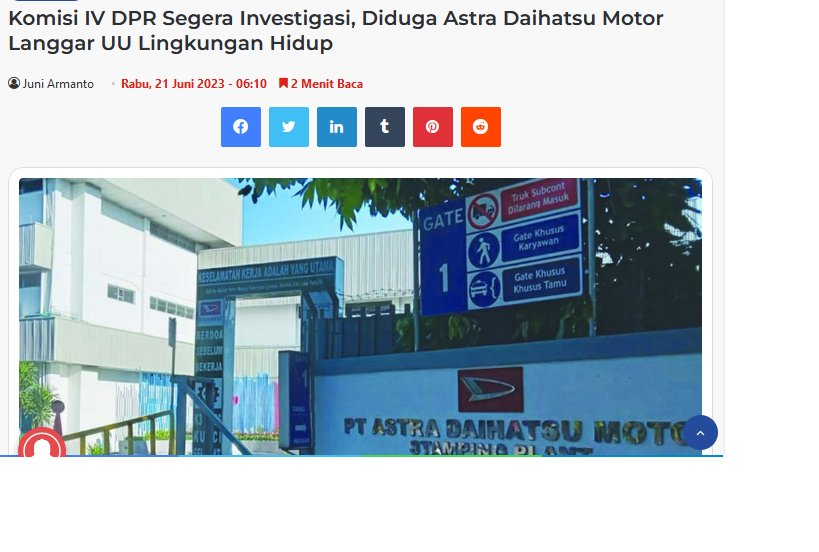 Komisi IV DPR Segera Investigasi, Diduga Astra Daihatsu Motor
Langgar UU Lingkungan Hidup
Juni Armanto
Rabu, 21 Juni 2023 - 06:10
2 Menit Baca
GATE
1
Truk Subcont
Dilarang Masuk
Gate Khusus
Karyawan
Gate Khusus
Khusus Tamu
KESELAMATAN KERJA ADALAH YANG UTAMA
BERDOA
SEBELUM
BEKERJA
1
PT ASTRA DAIHATSU MOTO
STAMPING PLANT